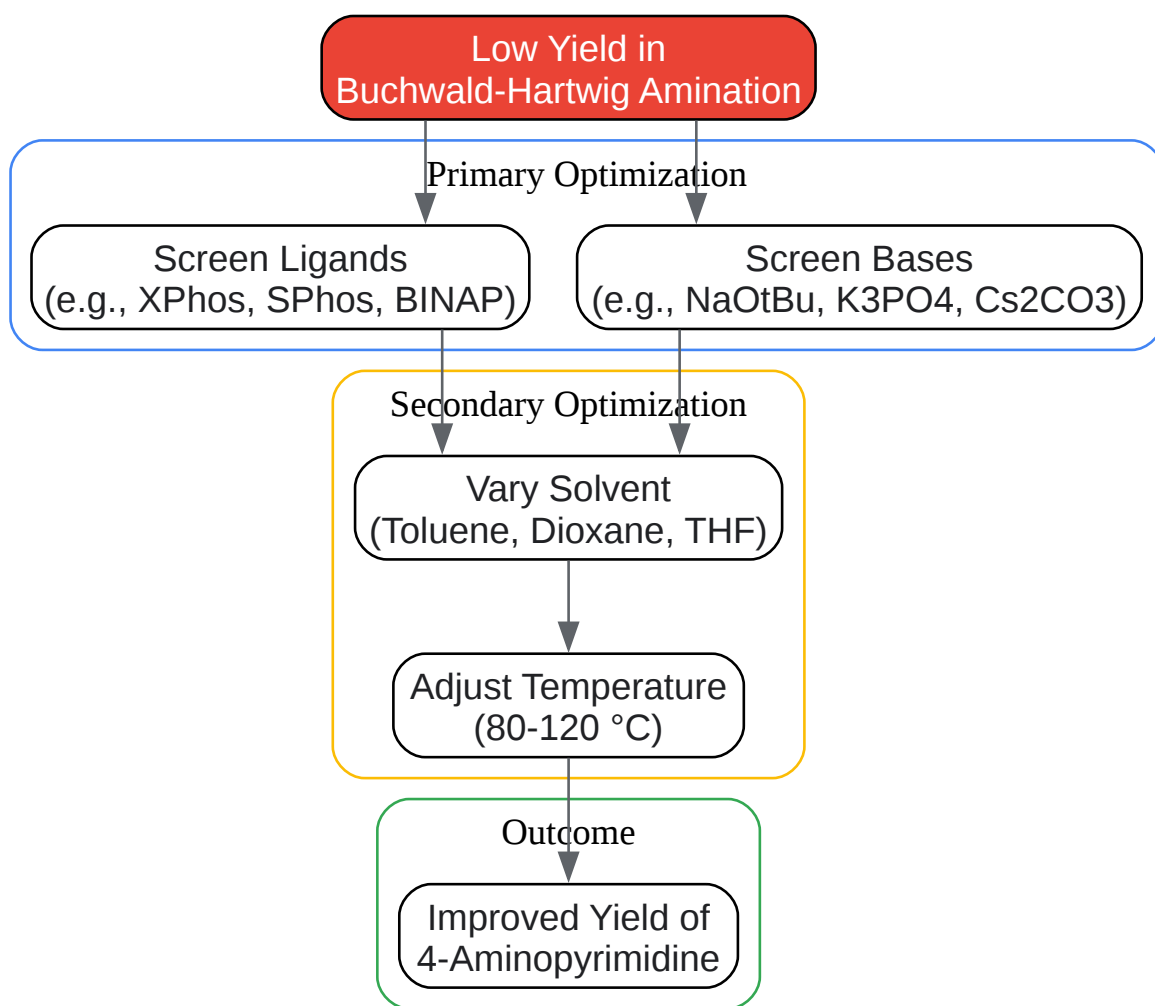 Low Yield in
Buchwald-Hartwig Amination
Primary Optimization
Screen Ligands
(e.g., XPhos, SPhos, BINAP)
Screen Bases
(e.g., NaOtBu, K3PO4, Cs2CO3)
Secondary Optimization
Vary Solvent
(Toluene, Dioxane, THF)
Adjust Temperature
(80-120 °C)
Outcome
Improved Yield of
4-Aminopyrimidine